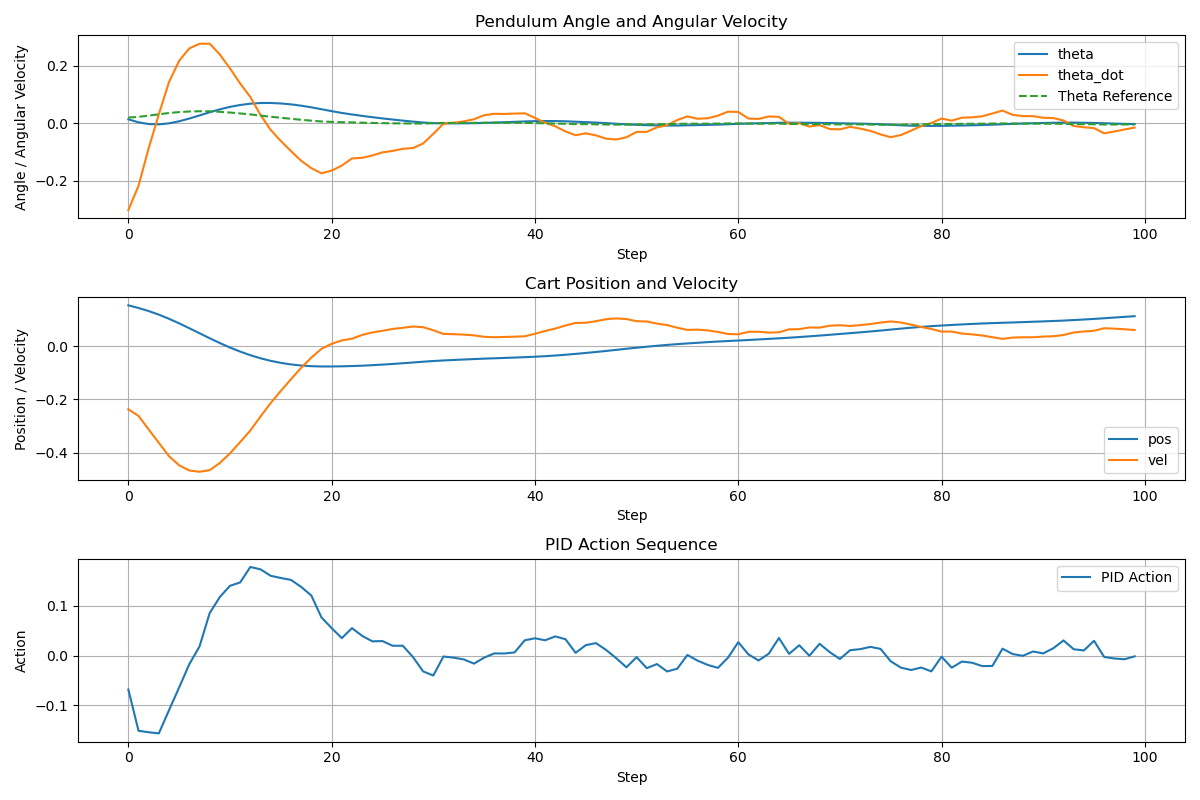 Pendulum Angle and Angular Velocity
Angle / Angular Velocity
0.2
0.0
−0.2
theta
theta_dot
Theta Reference
0 20 40 60 80 100
Step
Cart Position and Velocity
Position / Velocity
0.0
−0.2
−0.4
pos
vel
0 20 40 60 80 100
Step
PID Action Sequence
Action
0.1
0.0
−0.1
PID Action
0 20 40 60 80 100
Step